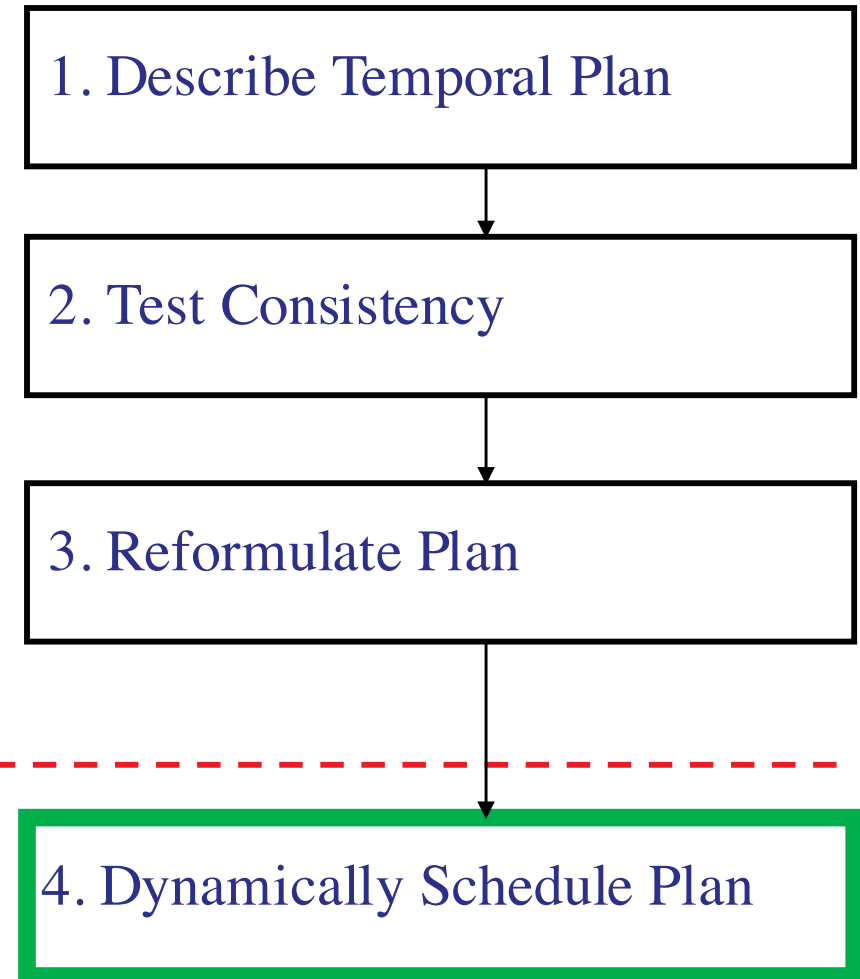 1. Describe Temporal Plan
2. Test Consistency
3. Reformulate Plan
4. Dynamically Schedule Plan